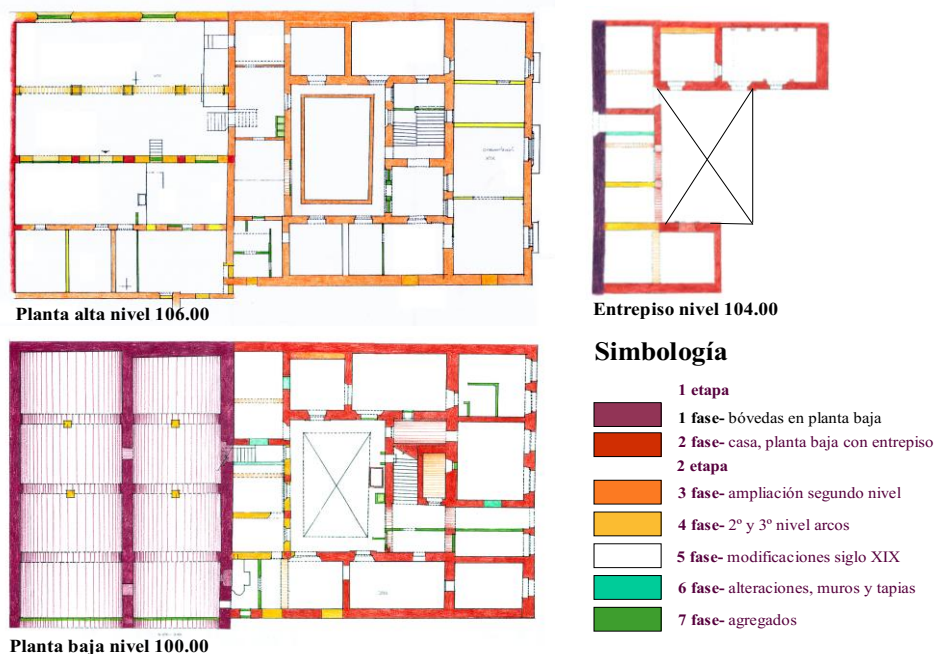 Planta alta nivel 106.00
Entrepiso nivel 104.00
Simbología
1 etapa
1 fase- bóvedas en planta baja
2 fase- casa, planta baja con entrepiso
2 etapa
3 fase- ampliación segundo nivel
4 fase- 2º y 3º nivel arcos
5 fase- modificaciones siglo XIX
6 fase- alteraciones, muros y tapias
7 fase- agregados
Planta baja nivel 100.00